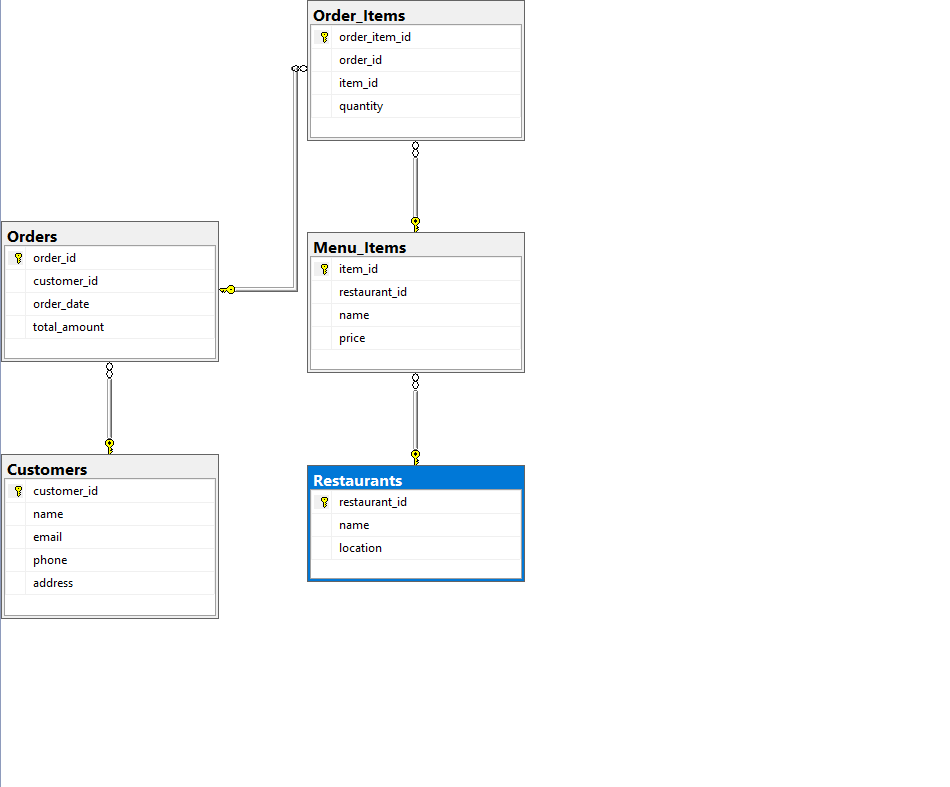 Order_Items
order_item_id
order_id
item_id
quantity
Orders
order_id
customer_id
order_date
total_amount
Menu_Items
item_id
restaurant_id
name
price
Customers
customer_id
name
email
phone
address
Restaurants
restaurant_id
name
location